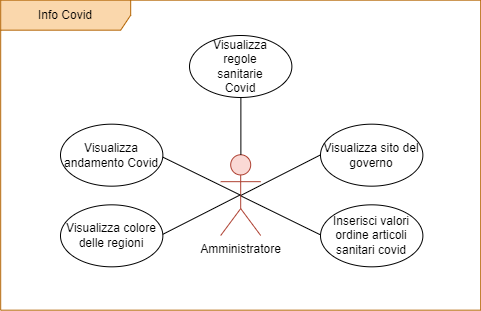 Info Covid
Visualizza
regole
sanitarie
Covid
Visualizza
andamento Covid
Visualizza sito del
governo
Visualizza colore
delle regioni
Inserisci valori
ordine articoli
sanitari covid
Amministratore